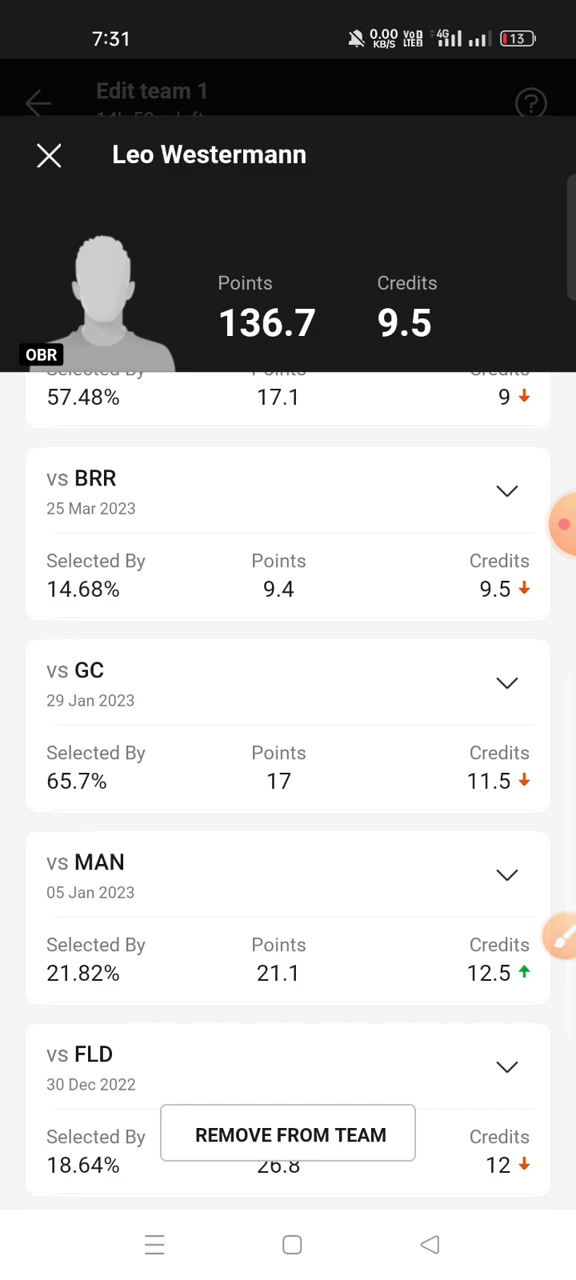 7:31
0.00 KB/S VoD LTE 4G 13
Edit team 1
Leo Westermann
Points Credits
136.7 9.5
OBR
Selected By Points Credits
57.48% 17.1 9
vs BRR
25 Mar 2023
Selected By Points Credits
14.68% 9.4 9.5
vs GC
29 Jan 2023
Selected By Points Credits
65.7% 17 11.5
vs MAN
05 Jan 2023
Selected By Points Credits
21.82% 21.1 12.5
vs FLD
30 Dec 2022
REMOVE FROM TEAM
Selected By Credits
18.64% 26.8 12